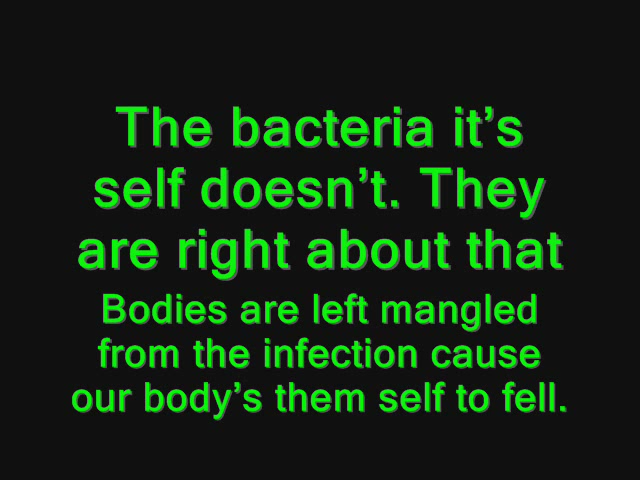 The bacteria it’s
self doesn’t. They
are right about that
Bodies are left mangled
from the infection cause
our body’s them self to fell.